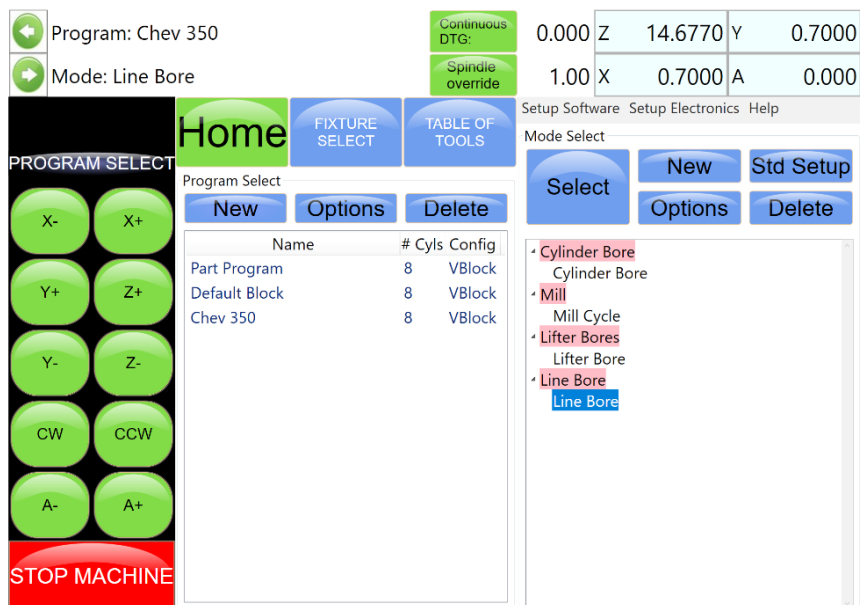 Program: Chev 350
Continuous DTG:
0.000 Z 14.6770 Y 0.7000
Mode: Line Bore
Spindle override
1.00 X 0.7000 A 0.000
PROGRAM SELECT
X- X+
Y+ Z+
Y- Z-
CW CCW
A- A+
STOP MACHINE
Home
FIXTURE SELECT
TABLE OF TOOLS
Program Select
New Options Delete
Name # Cyls Config
Part Program 8 VBlock
Default Block 8 VBlock
Chev 350 8 VBlock
Setup Software Setup Electronics Help
Mode Select
Select
New Std Setup
Options Delete
Cylinder Bore
Cylinder Bore
Mill
Mill Cycle
Lifter Bores
Lifter Bore
Line Bore
Line Bore